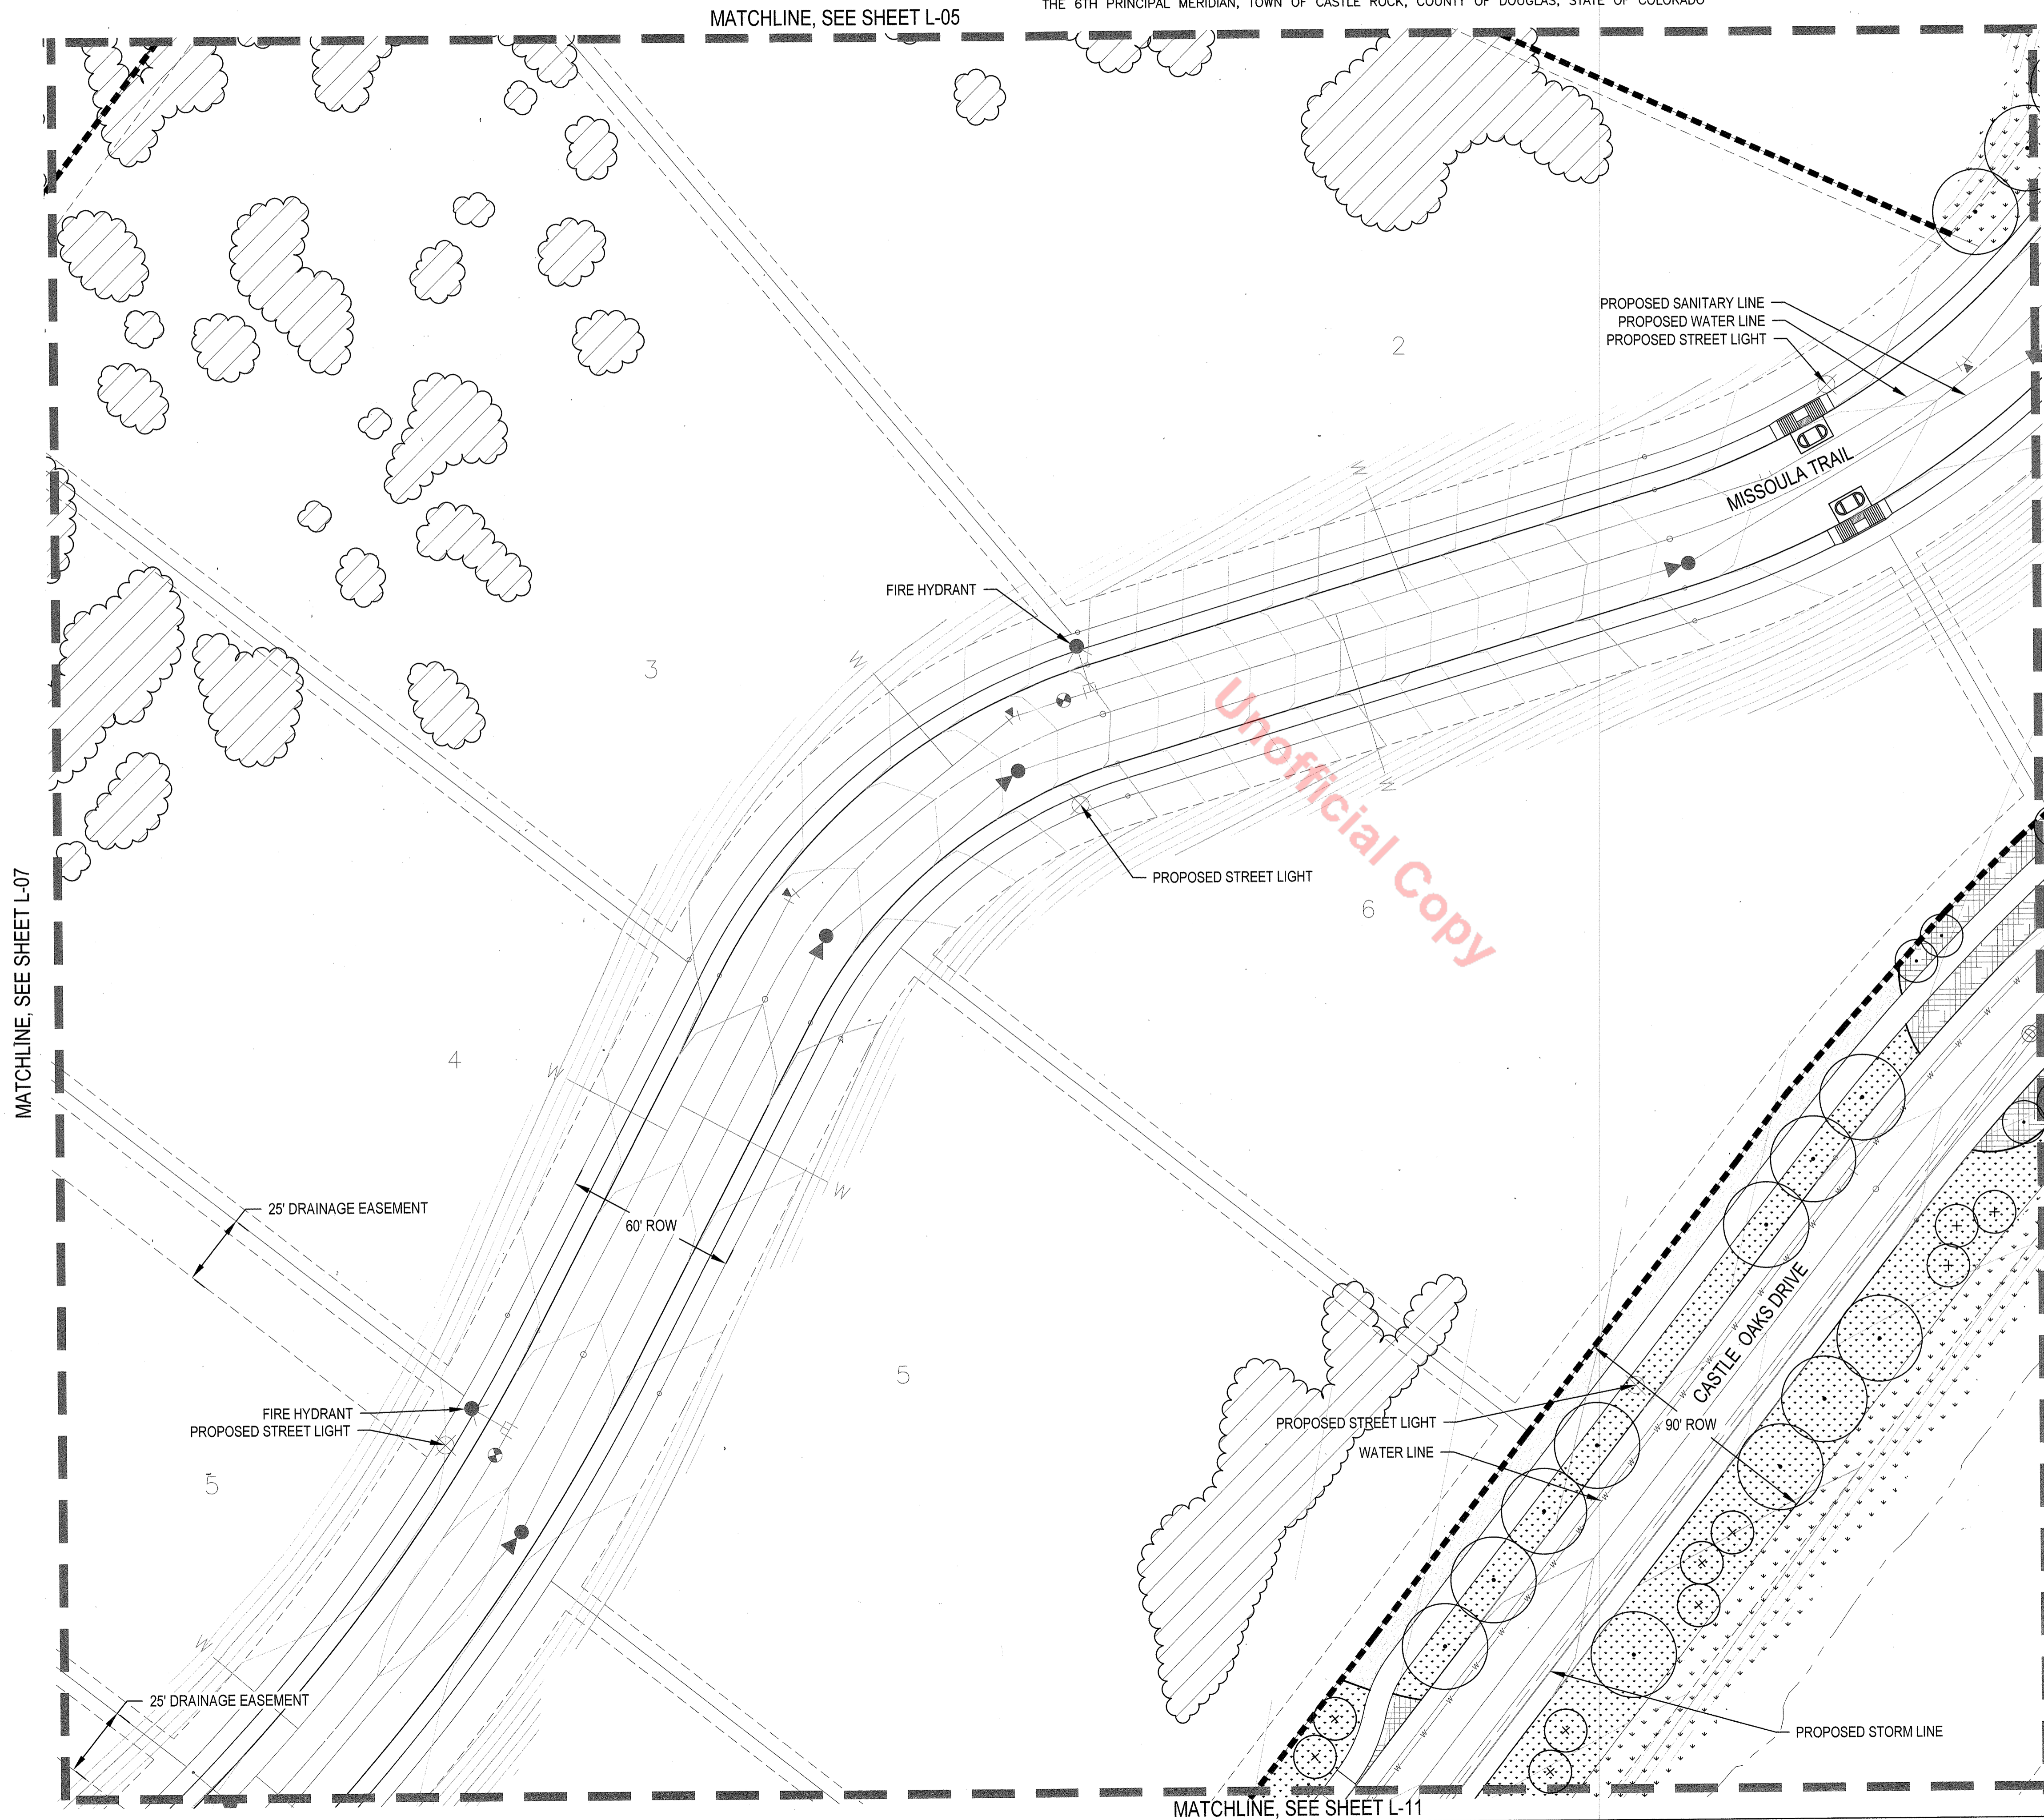 THE 6TH PRINCIPAL MERIDIAN, TOWN OF CASTLE ROCK, COUNTY OF DOUGLAS, STATE OF COLORADO
MATCHLINE, SEE SHEET L-05
PROPOSED SANITARY LINE
PROPOSED WATER LINE
PROPOSED STREET LIGHT
2
W
MISSOULA TRAIL
FIRE HYDRANT
3
W
Unofficial Copy
W
PROPOSED STREET LIGHT
6
MATCHLINE, SEE SHEET L-07
4
W
W
25' DRAINAGE EASEMENT
60' ROW
CASTLE OAKS DRIVE
5
FIRE HYDRANT
PROPOSED STREET LIGHT
5
PROPOSED STREET LIGHT
WATER LINE
90' ROW
W
25' DRAINAGE EASEMENT
PROPOSED STORM LINE
MATCHLINE, SEE SHEET L-11